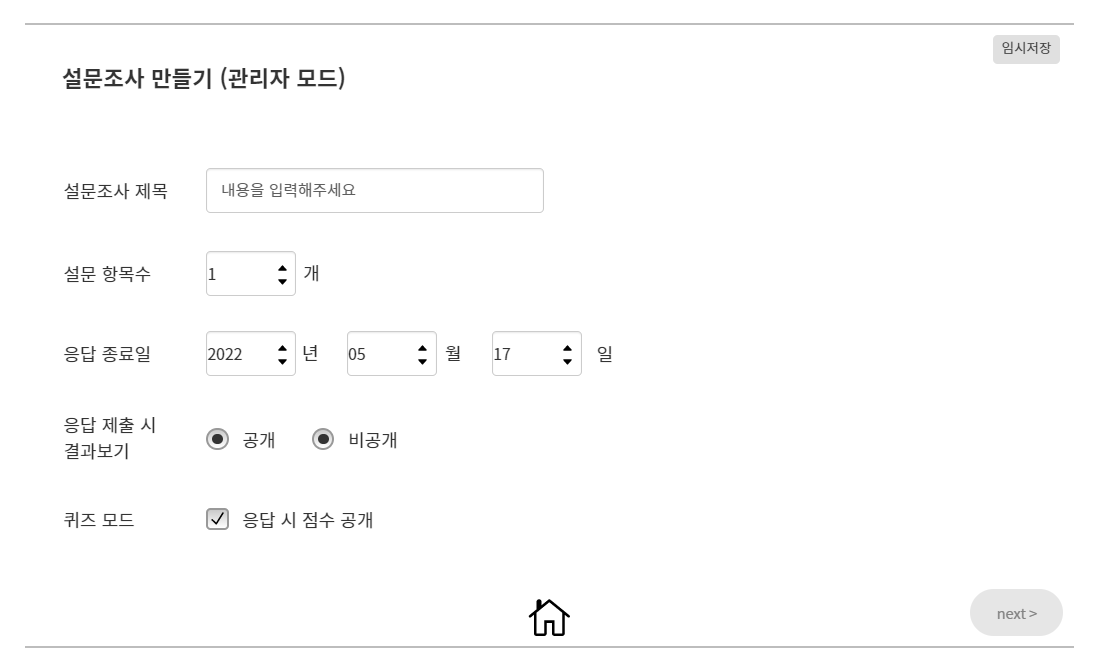 임시저장
설문조사 만들기 (관리자 모드)
설문조사 제목 내용을 입력해주세요
설문 항목수 1 개
응답 종료일 2022 년 05 월 17 일
응답 제출 시
결과보기 공개 비공개
퀴즈 모드 응답 시 점수 공개
next >